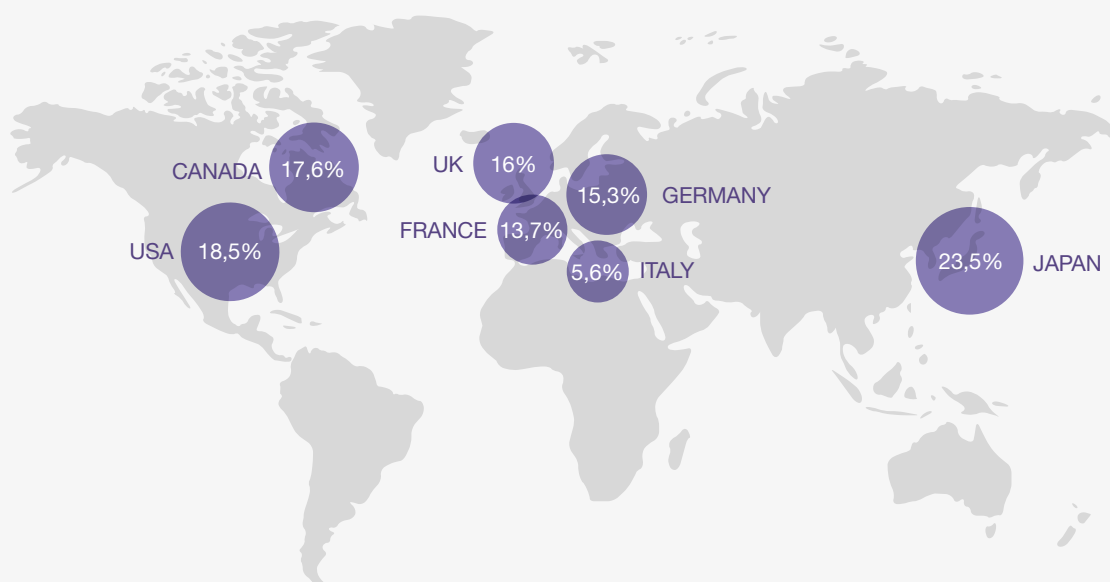 CANADA 17,6%
USA 18,5%
UK 16%
FRANCE 13,7%
15,3% GERMANY
5,6% ITALY
23,5% JAPAN